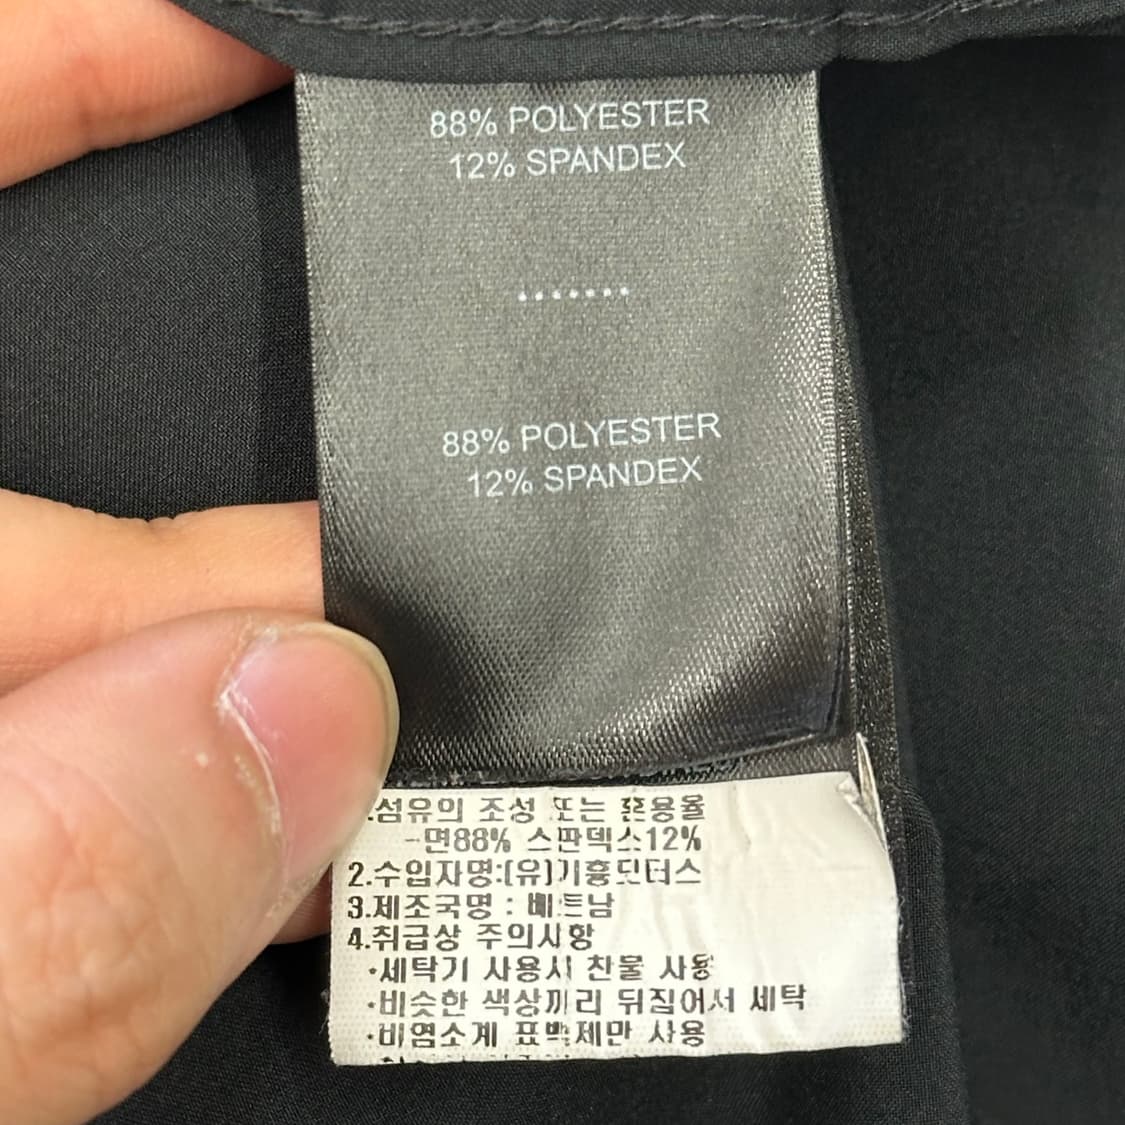 88% POLYESTER
12% SPANDEX
.......
88% POLYESTER
12% SPANDEX
.섬유의 조성 또는 혼용율
-면88% 스판덱스12%
2.수입자명:(유)기흥모터스
3.제조국명 : 베트남
4.취급상 주의사항
·세탁기 사용시 찬물 사용
·비슷한 색상끼리 뒤집어서 세탁
·비염소계 표백제만 사용